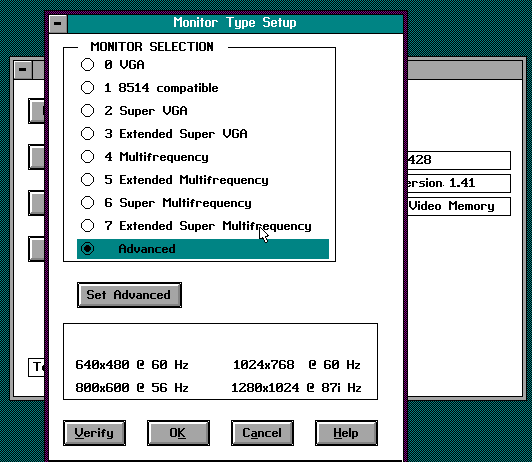 Monitor Type Setup
MONITOR SELECTION
0 VGA
1 8514 compatible
2 Super VGA
3 Extended Super VGA
4 Multifrequency
5 Extended Multifrequency
6 Super Multifrequency
7 Extended Super Multifrequency
Advanced
Set Advanced
640x480 @ 60 Hz 1024x768 @ 60 Hz
800x600 @ 56 Hz 1280x1024 @ 87i Hz
Verify OK Cancel Help
428
ersion 1.41
Video Memory